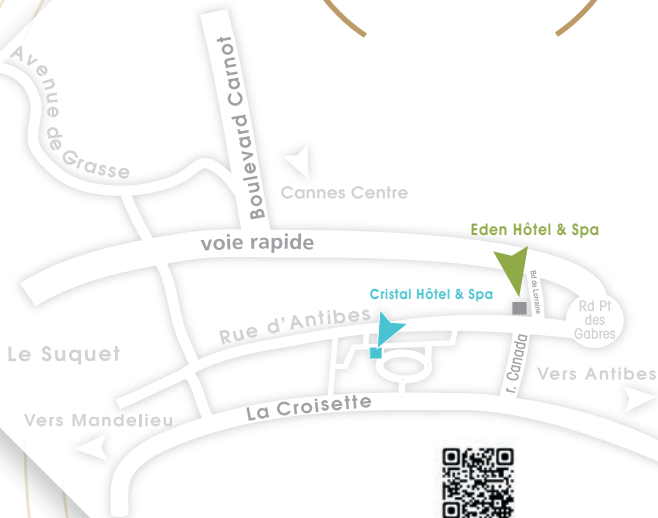 Avenue de Grasse
Boulevard Carnot
Cannes Centre
Eden Hôtel & Spa
voie rapide
Bd de Lorraine
Cristal Hôtel & Spa
Rd Pt
des
Gabres
Rue d'Antibes
Le Suquet
r. Canada
Vers Antibes
La Croisette
Vers Mandelieu